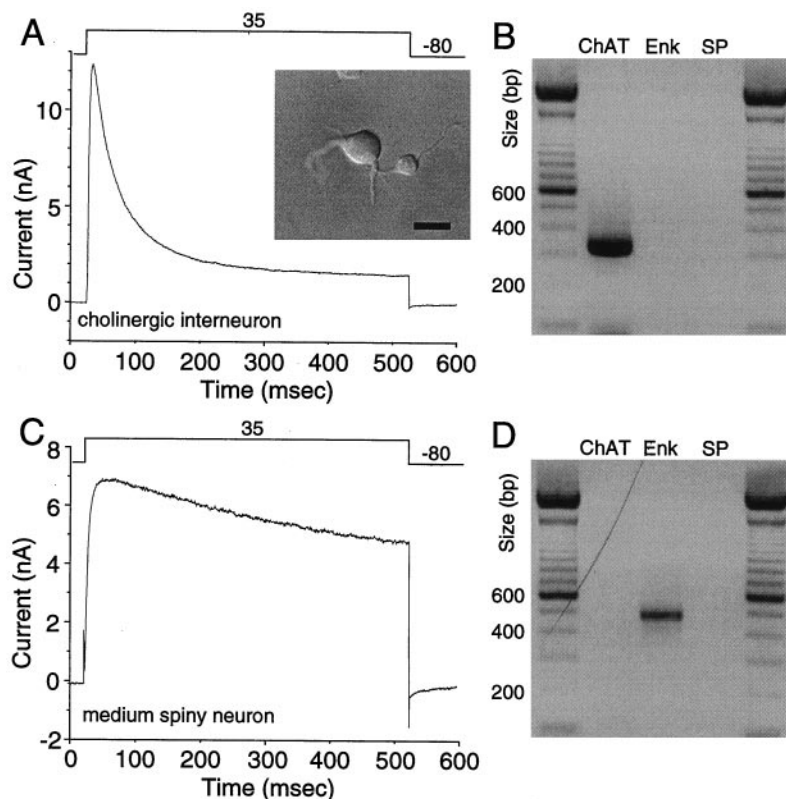 A
35
-80
Current (nA)
10
5
0
cholinergic interneuron
0 100 200 300 400 500 600
Time (msec)
B
ChAT Enk SP
Size (bp)
600
400
200
C
35
-80
Current (nA)
8
6
4
2
0
-2
medium spiny neuron
0 100 200 300 400 500 600
Time (msec)
D
ChAT Enk SP
Size (bp)
600
400
200